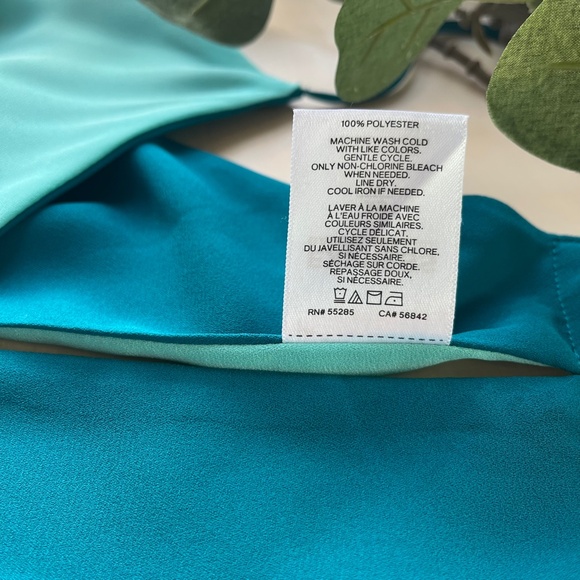 100% POLYESTER
MACHINE WASH COLD
WITH LIKE COLORS.
GENTLE CYCLE.
ONLY NON-CHLORINE BLEACH
WHEN NEEDED.
LINE DRY.
COOL IRON IF NEEDED.
LAVER À LA MACHINE
À L'EAU FROIDE AVEC
COULEURS SIMILAIRES.
CYCLE DÉLICAT.
UTILISEZ SEULEMENT
DU JAVELLISANT SANS CHLORE,
SI NÉCESSAIRE.
SÉCHAGE SUR CORDE.
REPASSAGE DOUX,
SI NÉCESSAIRE.
RN# 55285 CA# 56842